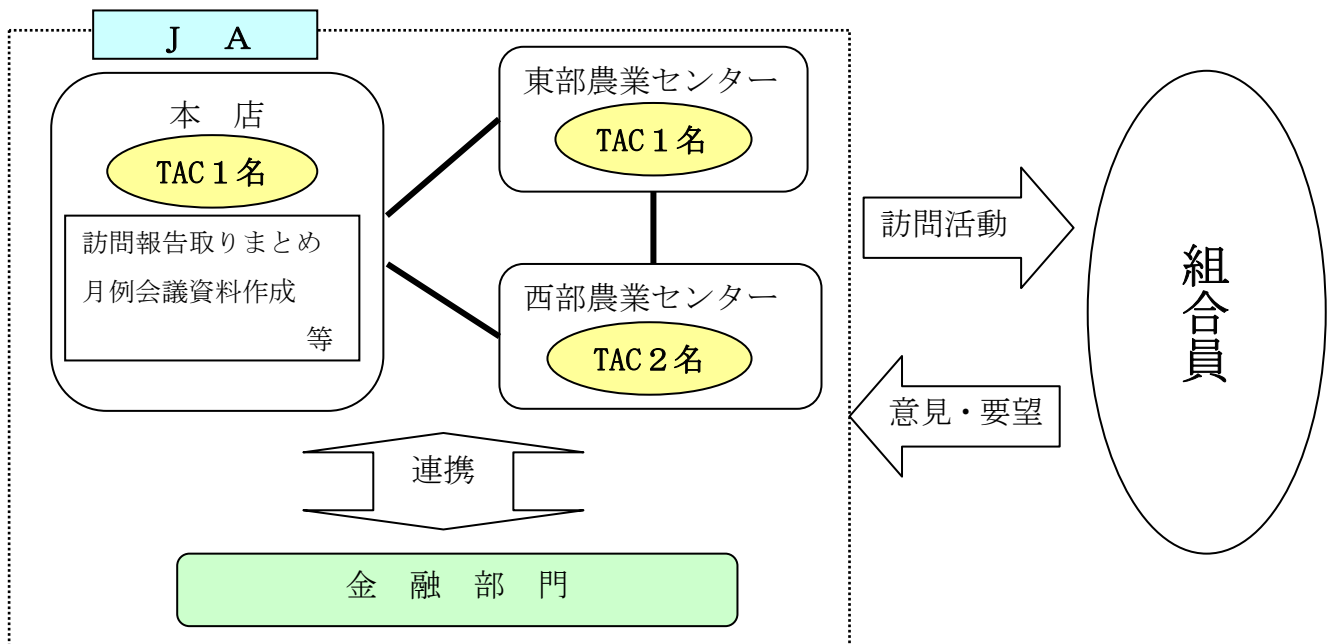 Ｊ　Ａ
本　店
TAC１名
訪問報告取りまとめ
月例会議資料作成
等
東部農業センター
TAC１名
西部農業センター
TAC２名
連携
金　融　部　門
訪問活動
意見・要望
組合員